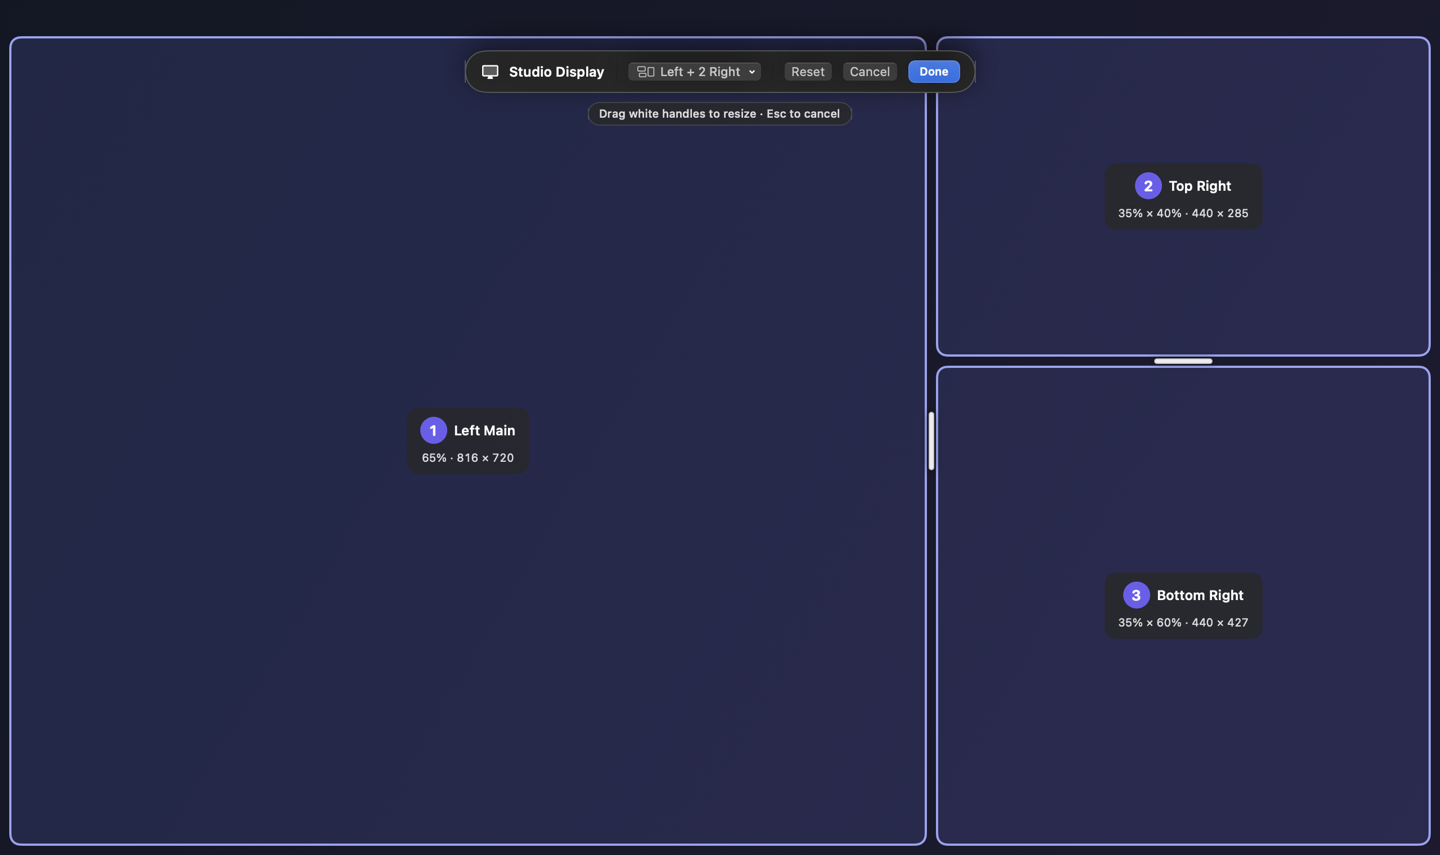 Studio Display Left + 2 Right Reset Cancel Done
Drag white handles to resize · Esc to cancel
1 Left Main
65% · 816 × 720
2 Top Right
35% × 40% · 440 × 285
3 Bottom Right
35% × 60% · 440 × 427